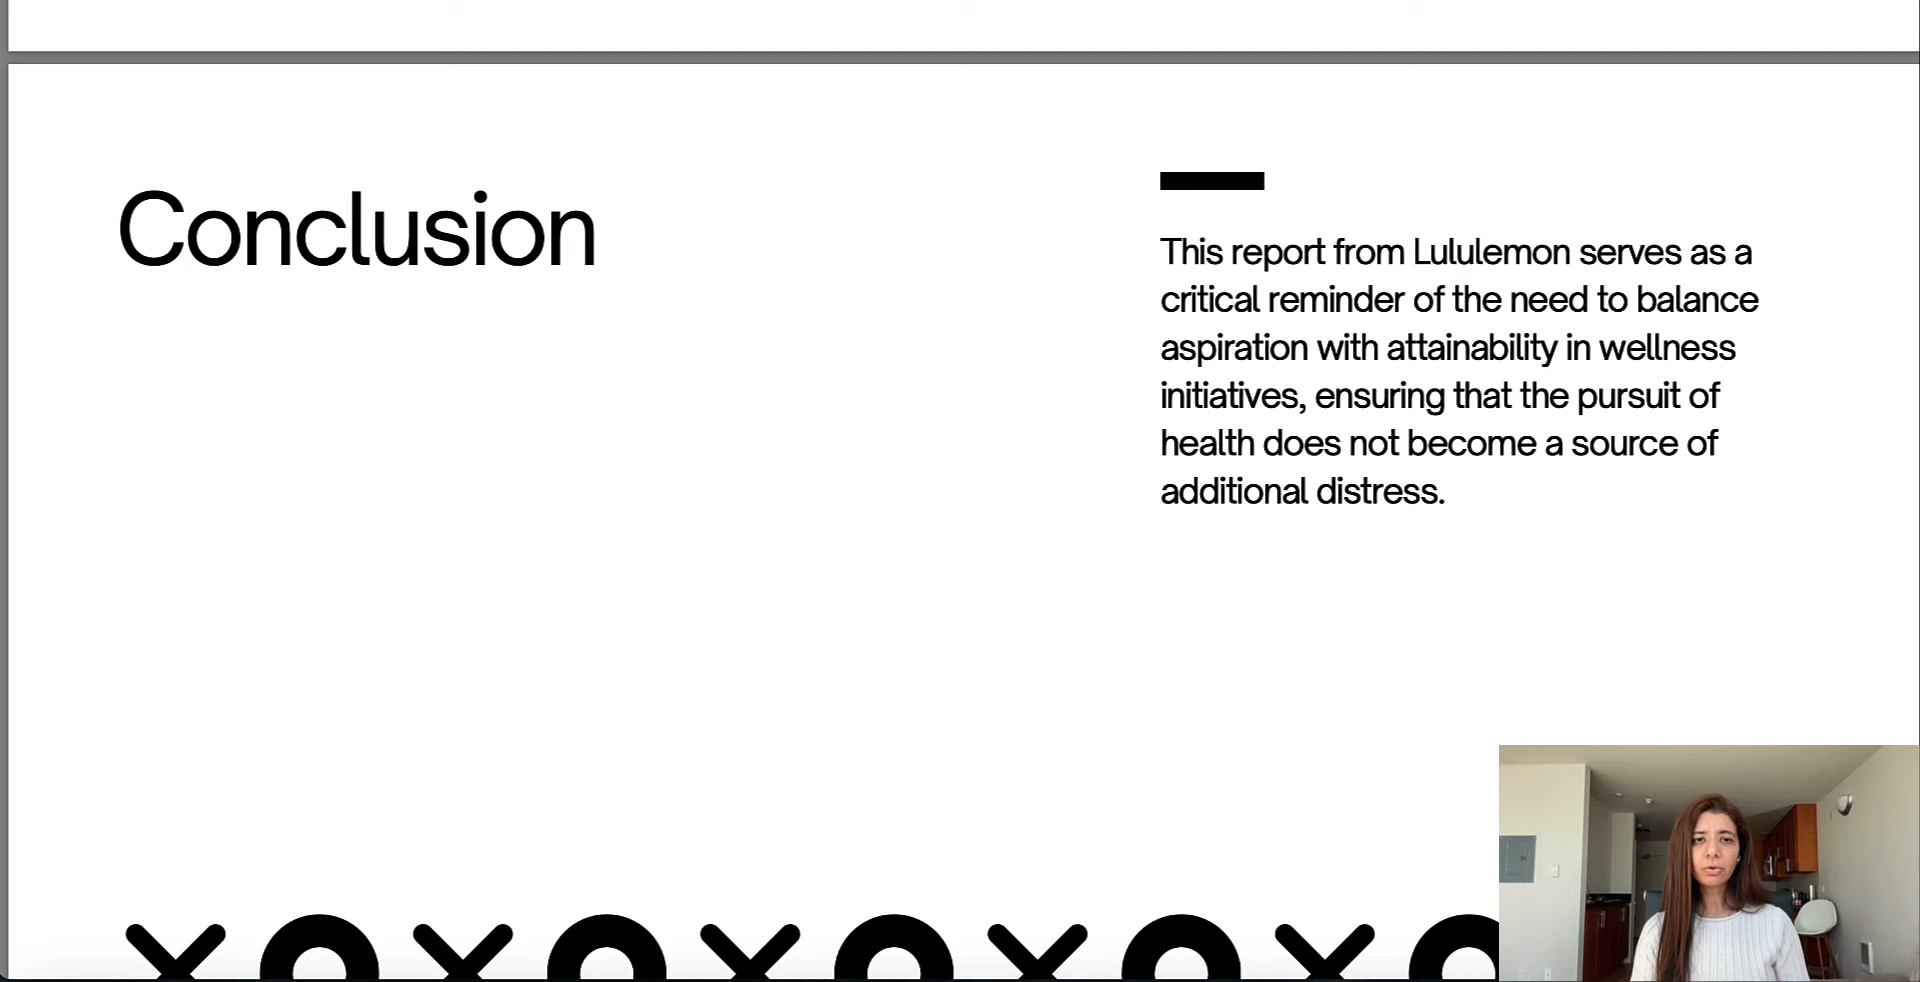 Conclusion
This report from Lululemon serves as a
critical reminder of the need to balance
aspiration with attainability in wellness
initiatives, ensuring that the pursuit of
health does not become a source of
additional distress.